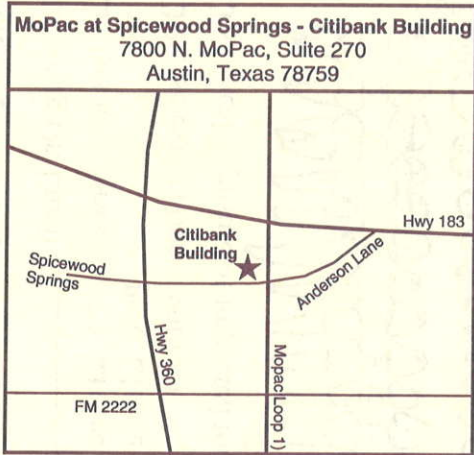 MoPac at Spicewood Springs - Citibank Building
7800 N. MoPac, Suite 270
Austin, Texas 78759
Hwy 183
Citibank
Building
Spicewood
Springs
Anderson Lane
Hwy 360
Mopac Loop 1)
FM 2222